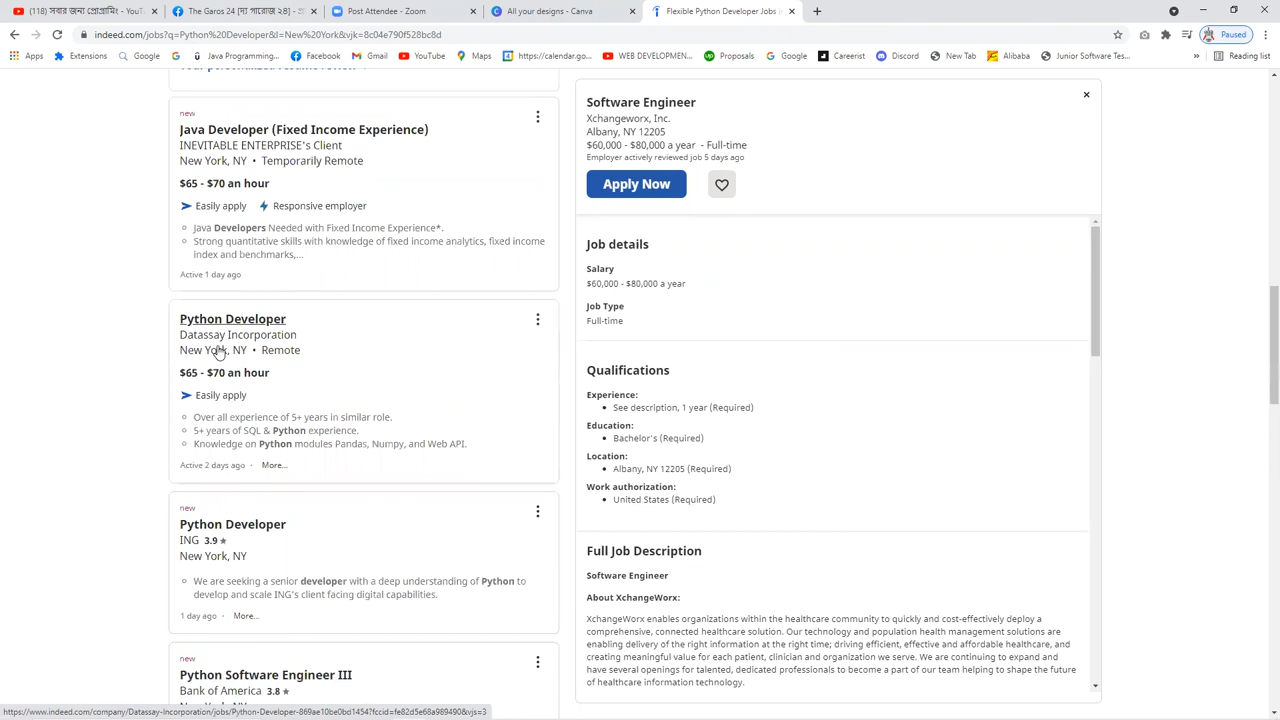 (118) সবার জন্য প্রোগ্রামিং - YouT
The Garos 24 [দ্য গারোজ ২৪] - প্র
Post Attendee - Zoom
All your designs - Canva
Flexible Python Developer Jobs in
indeed.com/jobs?q=Python%20Developer&l=New%20York&vjk=8c04e790f528bc8d
Paused
Apps
Extensions
Google
Java Programming...
Facebook
Gmail
YouTube
Maps
https://calendar.go...
WEB DEVELOPMEN...
Proposals
Google
Careerist
Discord
New Tab
Alibaba
Junior Software Tes...
»
Reading list
new
Java Developer (Fixed Income Experience)
INEVITABLE ENTERPRISE's Client
New York, NY • Temporarily Remote
$65 - $70 an hour
Easily apply
Responsive employer
Java Developers Needed with Fixed Income Experience*.
Strong quantitative skills with knowledge of fixed income analytics, fixed income
index and benchmarks,...
Active 1 day ago
Python Developer
Datassay Incorporation
New York, NY • Remote
$65 - $70 an hour
Easily apply
Over all experience of 5+ years in similar role.
5+ years of SQL & Python experience.
Knowledge on Python modules Pandas, Numpy, and Web API.
Active 2 days ago · More...
new
Python Developer
ING 3.9
New York, NY
We are seeking a senior developer with a deep understanding of Python to
develop and scale ING's client facing digital capabilities.
1 day ago · More...
new
Python Software Engineer III
Bank of America 3.8
Software Engineer
Xchangeworx, Inc.
Albany, NY 12205
$60,000 - $80,000 a year - Full-time
Employer actively reviewed job 5 days ago
Apply Now
Job details
Salary
$60,000 - $80,000 a year
Job Type
Full-time
Qualifications
Experience:
See description, 1 year (Required)
Education:
Bachelor's (Required)
Location:
Albany, NY 12205 (Required)
Work authorization:
United States (Required)
Full Job Description
Software Engineer
About XchangeWorx:
XchangeWorx enables organizations within the healthcare community to quickly and cost-effectively deploy a
comprehensive, connected healthcare solution. Our technology and population health management solutions are
enabling delivery of the right information at the right time; driving efficient, effective and affordable healthcare, and
creating meaningful value for each patient, clinician and organization we serve. We are continuing to expand and
have several openings for talented, dedicated professionals to become a part of our team helping to shape the future
of healthcare information technology.
https://www.indeed.com/company/Datassay-Incorporation/jobs/Python-Developer-869ae10be0bd1454?fccid=fe82d5e68a989490&vjs=3